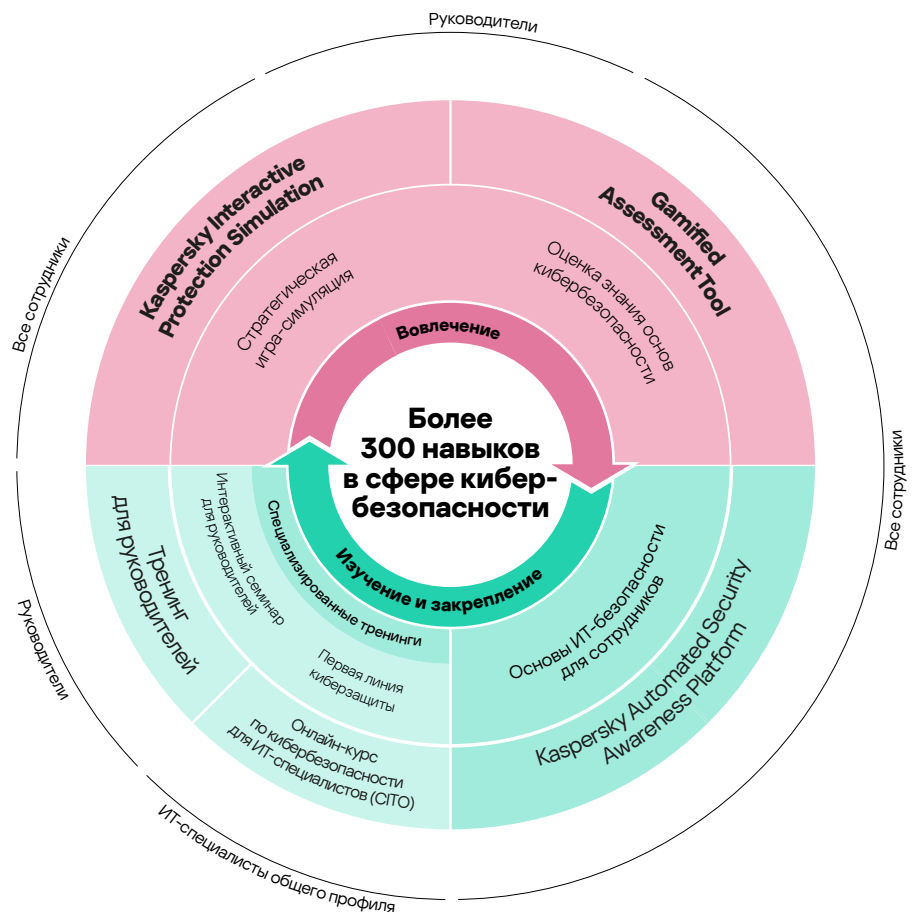 Руководители
Все сотрудники
Kaspersky Interactive
Protection Simulation
Стратегическая
игра-симуляция
Gamified
Assessment Tool
Оценка знания основ
кибербезопасности
Вовлечение
Более
300 навыков
в сфере кибер-
безопасности
Изучение и закрепление
Все сотрудники
Основы ИТ-безопасности
для сотрудников
Kaspersky Automated Security
Awareness Platform
Специализированные тренинги
Интерактивный семинар
для руководителей
Тренинг
для руководителей
Руководители
Первая линия
киберзащиты
Онлайн-курс
по кибербезопасности
для ИТ-специалистов (CITO)
ИТ-специалисты общего профиля